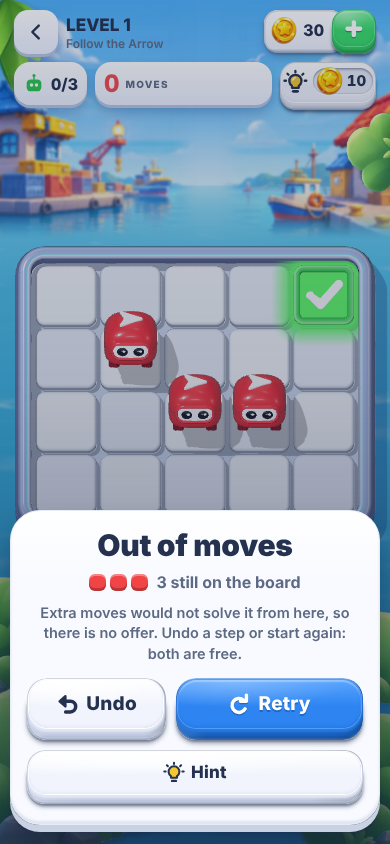 LEVEL 1
Follow the Arrow
30
0/3
0 MOVES
10
Out of moves
3 still on the board
Extra moves would not solve it from here, so
there is no offer. Undo a step or start again:
both are free.
Undo
Retry
Hint